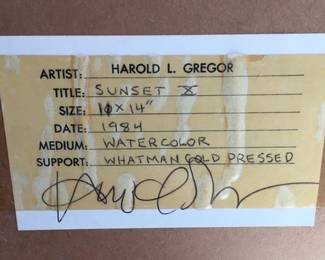 ARTIST: HAROLD L. GREGOR
TITLE: SUNSET X
SIZE: 10 X 14"
DATE: 1984
MEDIUM: WATERCOLOR
SUPPORT: WHATMAN COLD PRESSED